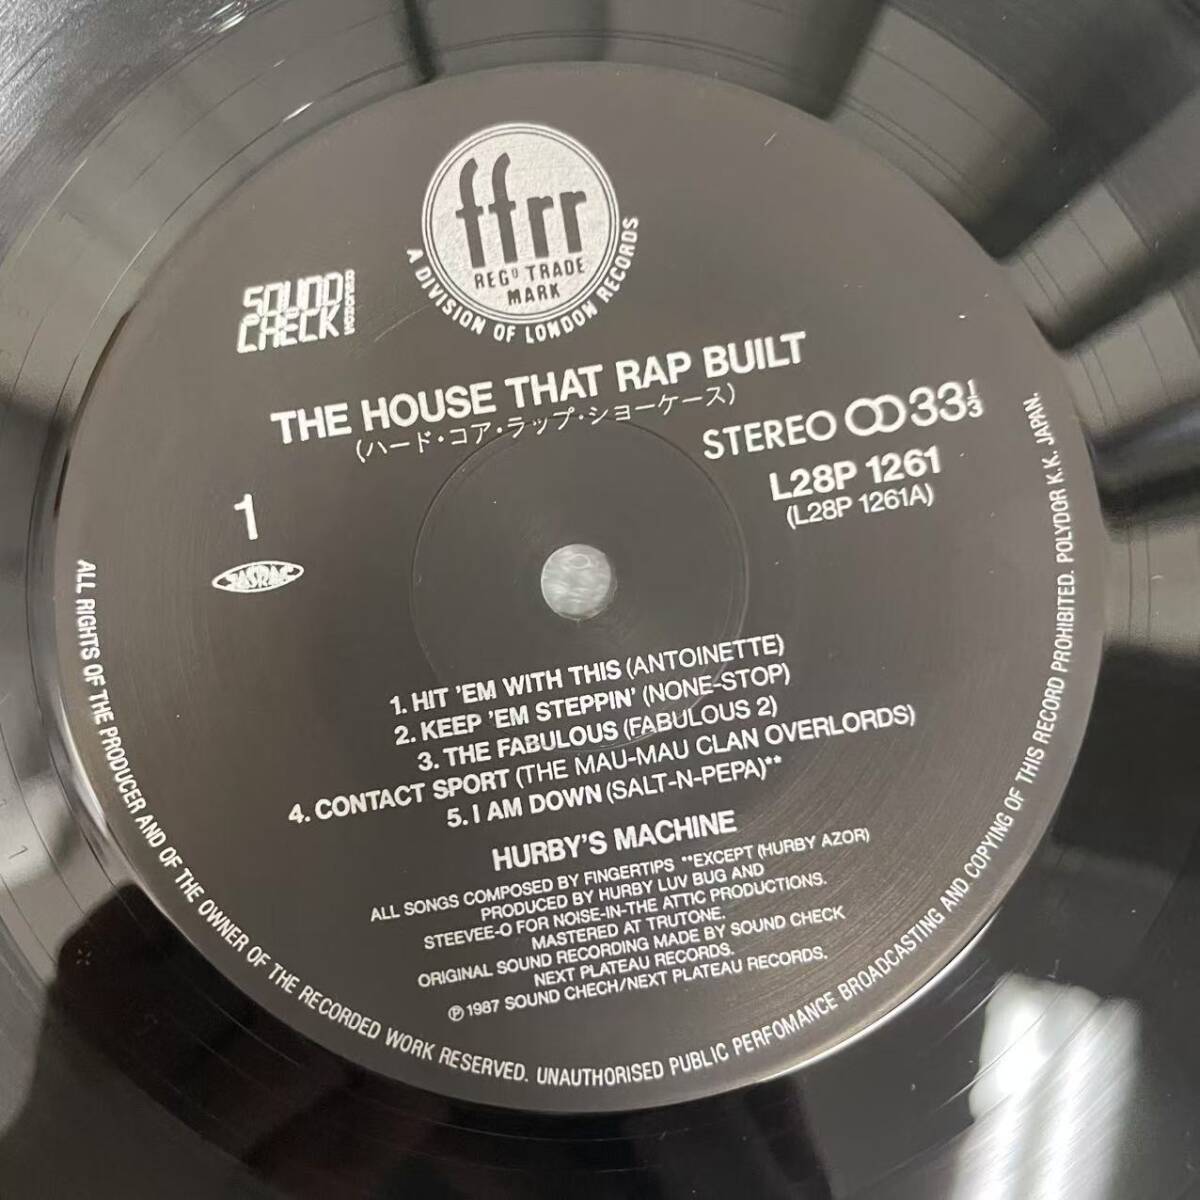 ffrr
REGD TRADE
MARK
A DIVISION OF LONDON RECORDS
SOUND
CHECK
RECORDS
THE HOUSE THAT RAP BUILT
(ハード・コア・ラップ・ショーケース)
STEREO 33 1/3
L28P 1261
(L28P 1261A)
1
JASRAC
1. HIT 'EM WITH THIS (ANTOINETTE)
2. KEEP 'EM STEPPIN' (NONE-STOP)
3. THE FABULOUS (FABULOUS 2)
4. CONTACT SPORT (THE MAU-MAU CLAN OVERLORDS)
5. I AM DOWN (SALT-N-PEPA)**
HURBY'S MACHINE
ALL SONGS COMPOSED BY FINGERTIPS **EXCEPT (HURBY AZOR)
PRODUCED BY HURBY LUV BUG AND
STEEVEE-O FOR NOISE-IN-THE ATTIC PRODUCTIONS.
MASTERED AT TRUTONE.
ORIGINAL SOUND RECORDING MADE BY SOUND CHECK
NEXT PLATEAU RECORDS.
℗ 1987 SOUND CHECH/NEXT PLATEAU RECORDS.
ALL RIGHTS OF THE PRODUCER AND OF THE OWNER OF THE RECORDED WORK RESERVED. UNAUTHORISED PUBLIC PERFOMANCE BROADCASTING AND COPYING OF THIS RECORD PROHIBITED. POLYDOR K.K. JAPAN.